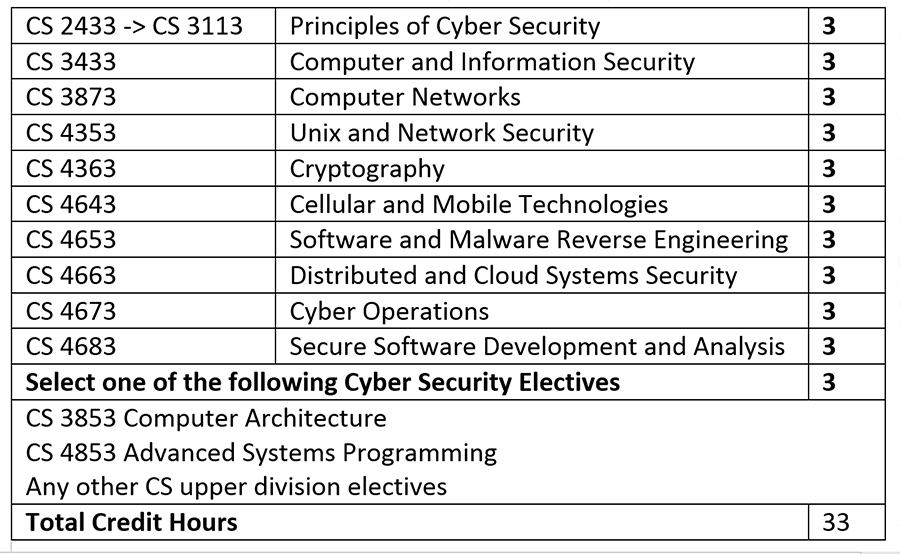 CS 2433 -> CS 3113 Principles of Cyber Security 3
CS 3433 Computer and Information Security 3
CS 3873 Computer Networks 3
CS 4353 Unix and Network Security 3
CS 4363 Cryptography 3
CS 4643 Cellular and Mobile Technologies 3
CS 4653 Software and Malware Reverse Engineering 3
CS 4663 Distributed and Cloud Systems Security 3
CS 4673 Cyber Operations 3
CS 4683 Secure Software Development and Analysis 3
Select one of the following Cyber Security Electives 3
CS 3853 Computer Architecture
CS 4853 Advanced Systems Programming
Any other CS upper division electives
Total Credit Hours 33